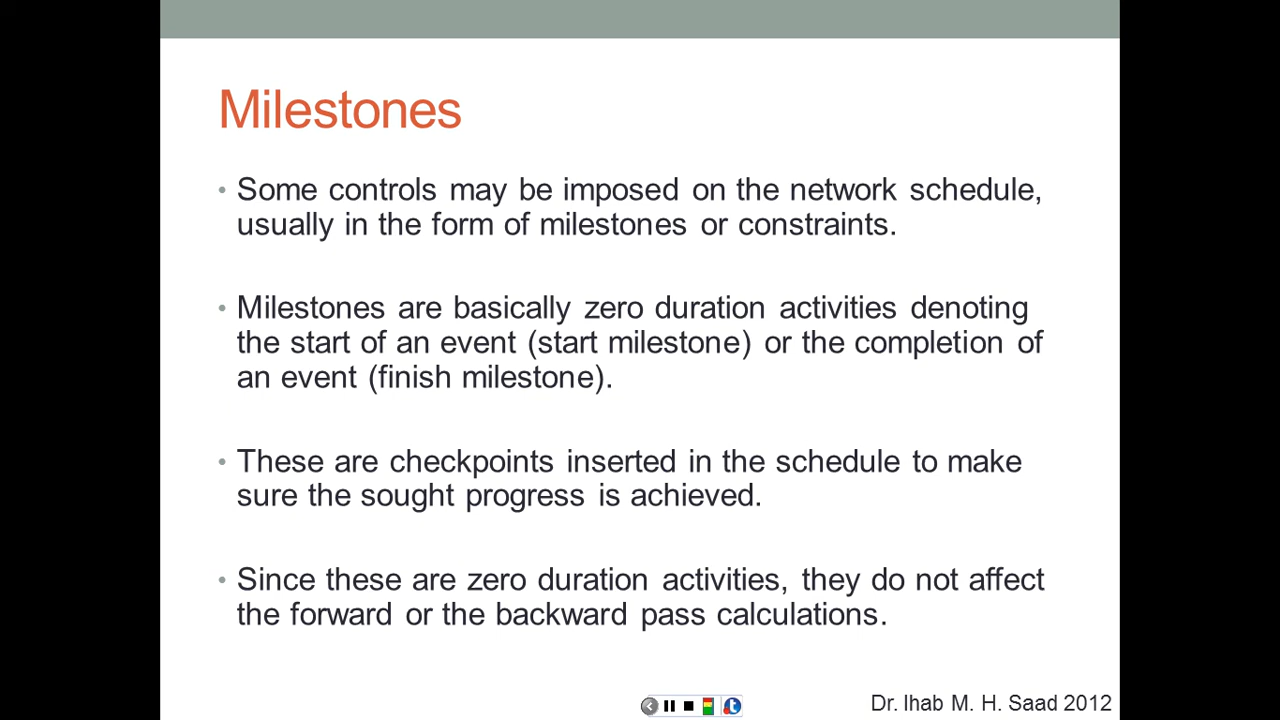 Milestones
• Some controls may be imposed on the network schedule,
usually in the form of milestones or constraints.
• Milestones are basically zero duration activities denoting
the start of an event (start milestone) or the completion of
an event (finish milestone).
• These are checkpoints inserted in the schedule to make
sure the sought progress is achieved.
• Since these are zero duration activities, they do not affect
the forward or the backward pass calculations.
Dr. Ihab M. H. Saad 2012